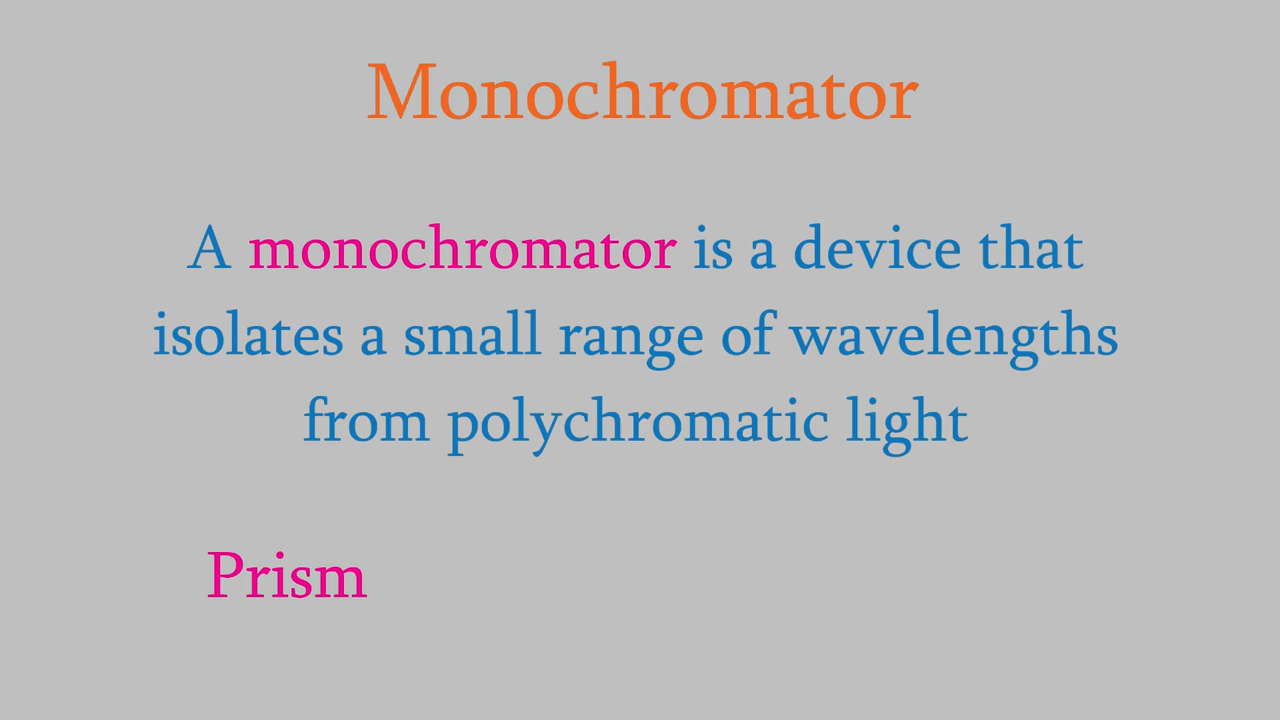 Monochromator
A monochromator is a device that
isolates a small range of wavelengths
from polychromatic light
Prism